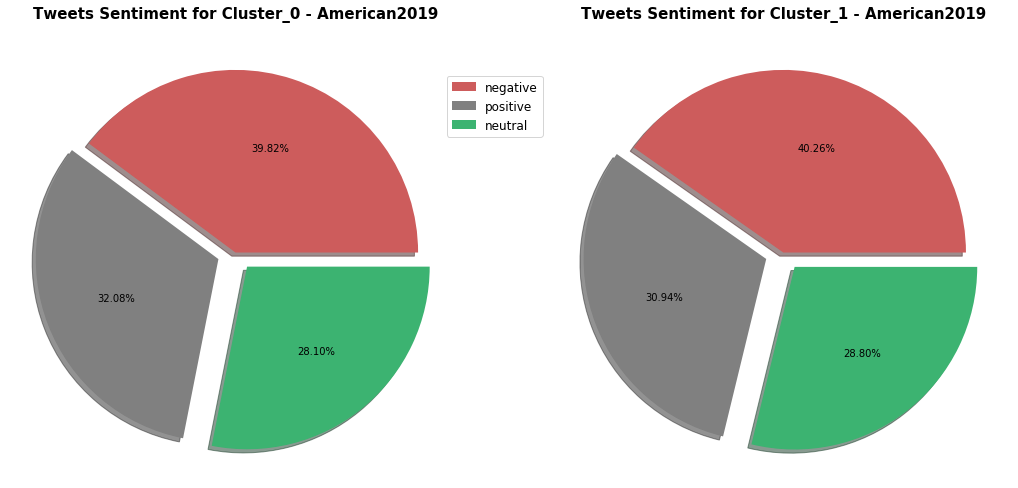 Tweets Sentiment for Cluster_0 - American2019
39.82%
32.08%
28.10%
negative
positive
neutral
Tweets Sentiment for Cluster_1 - American2019
40.26%
30.94%
28.80%